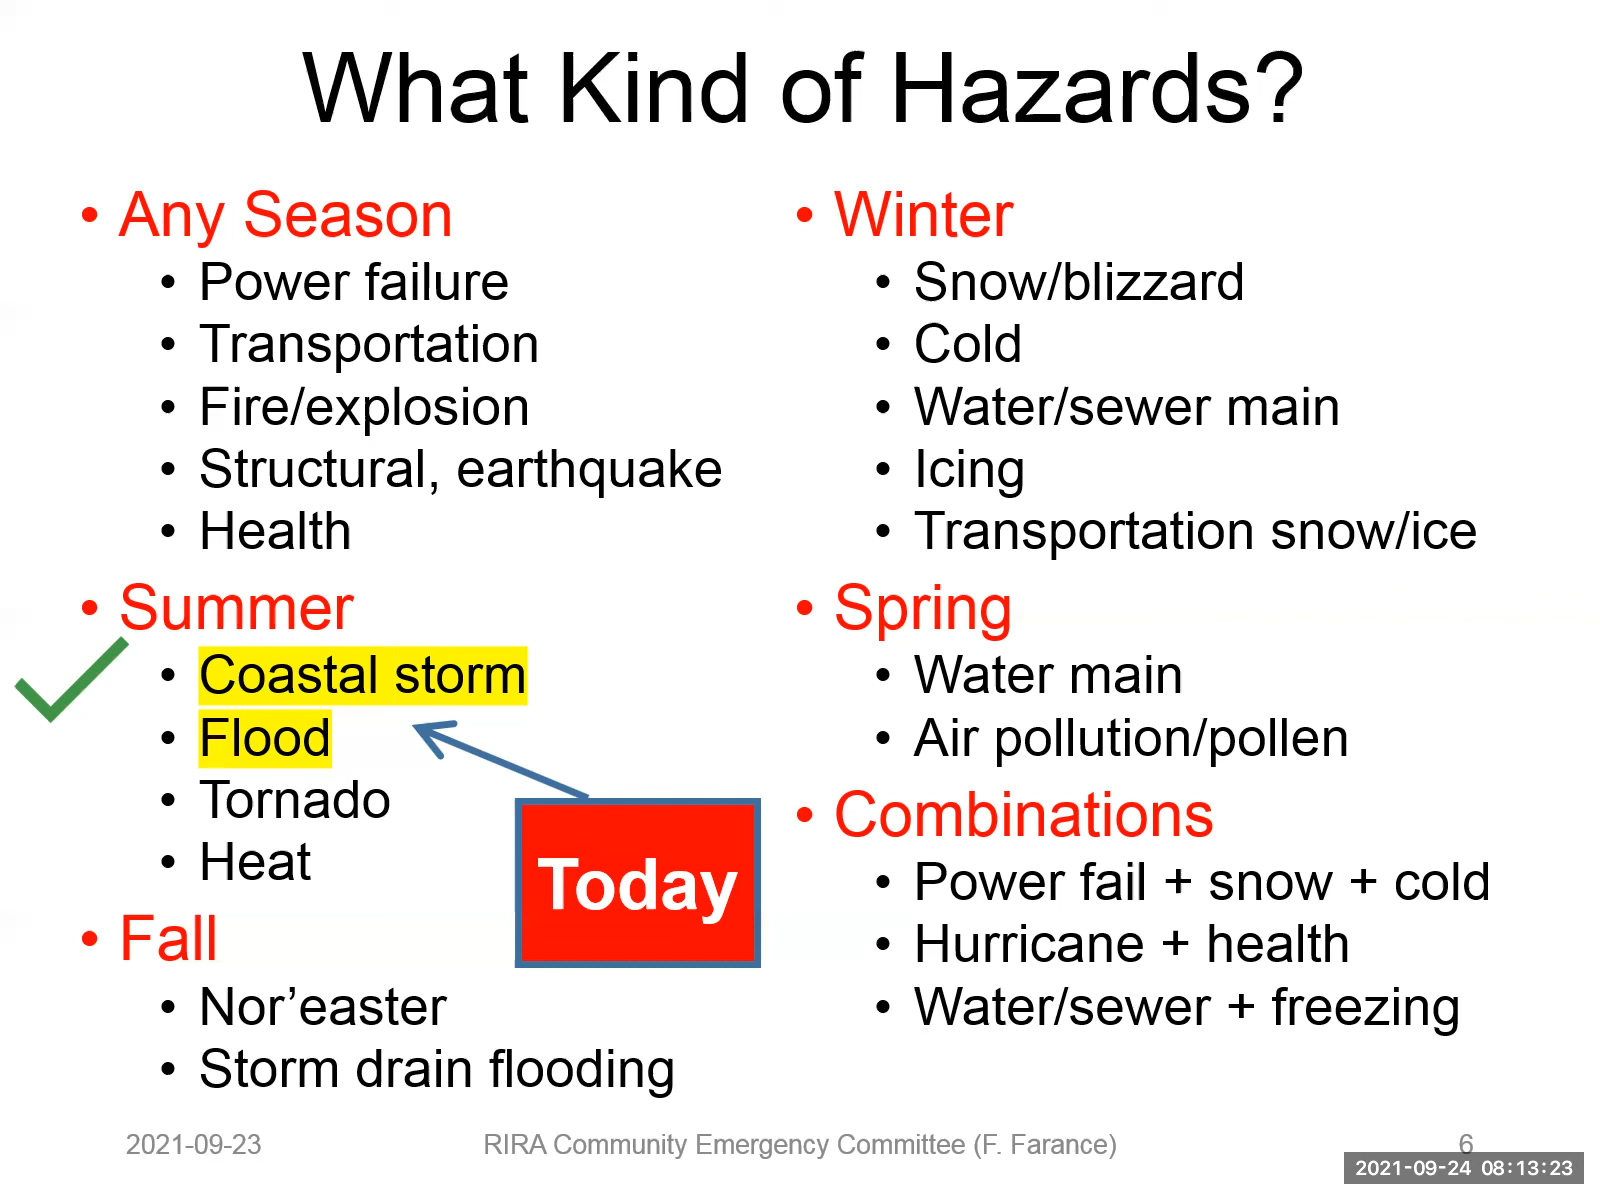 What Kind of Hazards?
• Any Season
• Power failure
• Transportation
• Fire/explosion
• Structural, earthquake
• Health
• Summer
• Coastal storm
• Flood
• Tornado
• Heat
• Fall
• Nor’easter
• Storm drain flooding
Today
• Winter
• Snow/blizzard
• Cold
• Water/sewer main
• Icing
• Transportation snow/ice
• Spring
• Water main
• Air pollution/pollen
• Combinations
• Power fail + snow + cold
• Hurricane + health
• Water/sewer + freezing
2021-09-23
RIRA Community Emergency Committee (F. Farance)
6
2021-09-24 08:13:23